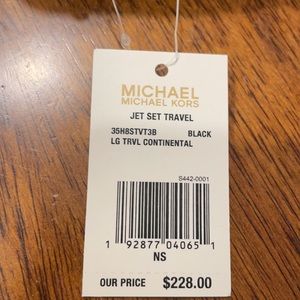 MICHAEL
MICHAEL KORS
JET SET TRAVEL
35H8STVT3B BLACK
LG TRVL CONTINENTAL
S442-0001
1 92877 04065 1
NS
OUR PRICE $228.00